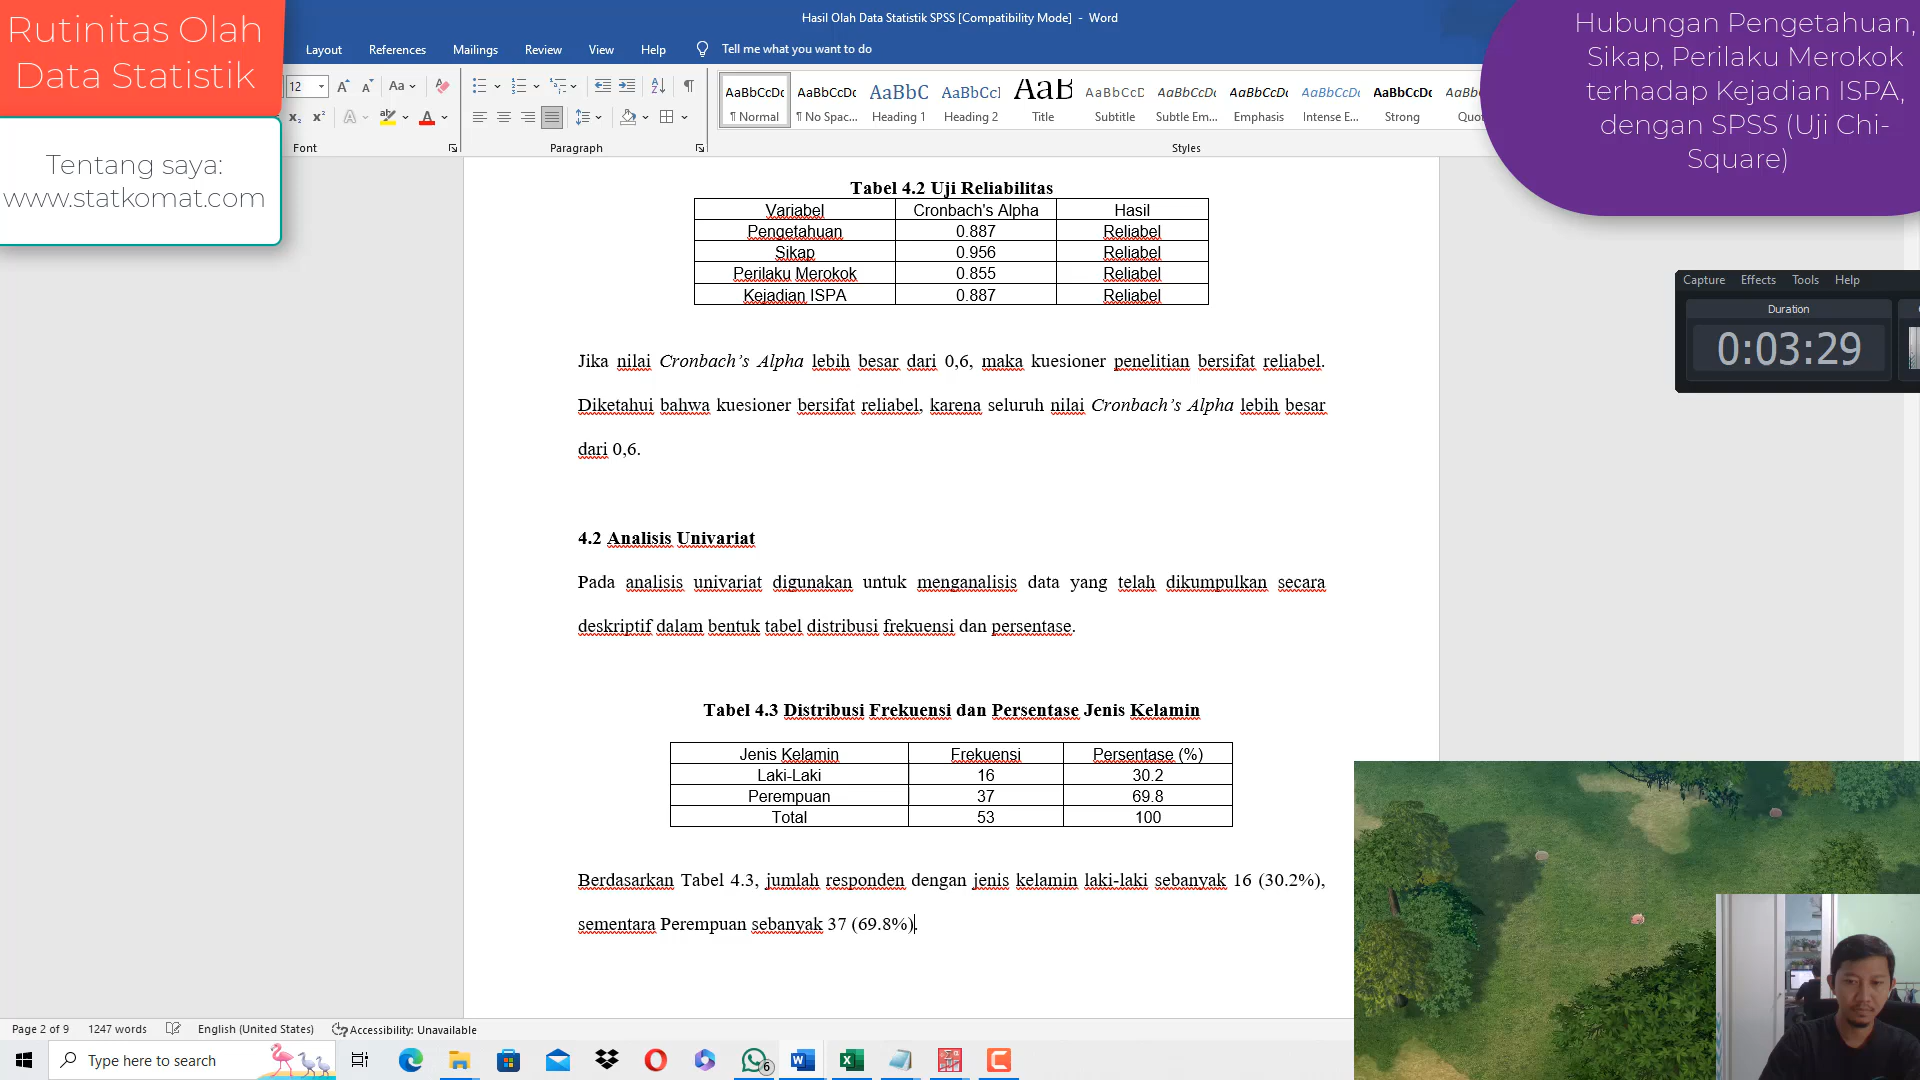 Rutinitas Olah
Data Statistik
Tentang saya:
www.statkomat.com
Hasil Olah Data Statistik SPSS [Compatibility Mode] - Word
Layout References Mailings Review View Help Tell me what you want to do
12
Aa
AaBbCcDc AaBbCcDc AaBbC AaBbCcI AaB AaBbCcD AaBbCcDc AaBbCcDc AaBbCcDc AaBbCcDc
¶ Normal ¶ No Spac... Heading 1 Heading 2 Title Subtitle Subtle Em... Emphasis Intense E... Strong
Font Paragraph Styles
Hubungan Pengetahuan,
Sikap, Perilaku Merokok
terhadap Kejadian ISPA,
dengan SPSS (Uji Chi-
Square)
Capture Effects Tools Help
Duration
0:03:29
Tabel 4.2 Uji Reliabilitas
Variabel Cronbach's Alpha Hasil
Pengetahuan 0.887 Reliabel
Sikap 0.956 Reliabel
Perilaku Merokok 0.855 Reliabel
Kejadian ISPA 0.887 Reliabel
Jika nilai Cronbach’s Alpha lebih besar dari 0,6, maka kuesioner penelitian bersifat reliabel.
Diketahui bahwa kuesioner bersifat reliabel, karena seluruh nilai Cronbach’s Alpha lebih besar
dari 0,6.
4.2 Analisis Univariat
Pada analisis univariat digunakan untuk menganalisis data yang telah dikumpulkan secara
deskriptif dalam bentuk tabel distribusi frekuensi dan persentase.
Tabel 4.3 Distribusi Frekuensi dan Persentase Jenis Kelamin
Jenis Kelamin Frekuensi Persentase (%)
Laki-Laki 16 30.2
Perempuan 37 69.8
Total 53 100
Berdasarkan Tabel 4.3, jumlah responden dengan jenis kelamin laki-laki sebanyak 16 (30.2%),
sementara Perempuan sebanyak 37 (69.8%).
Page 2 of 9 1247 words English (United States) Accessibility: Unavailable
Type here to search
6